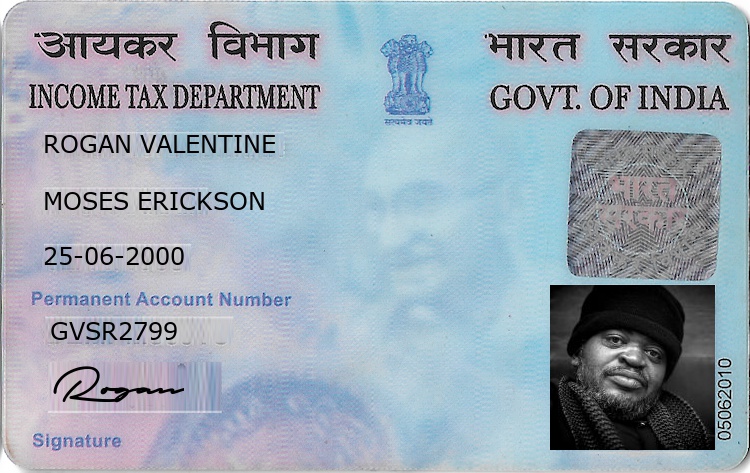 आयकर विभाग
भारत सरकार
INCOME TAX DEPARTMENT
GOVT. OF INDIA
सत्यमेव जयते
ROGAN VALENTINE
भारत
सरकार
MOSES ERICKSON
25-06-2000
Permanent Account Number
GVSR2799
Rogan
Signature
05062010